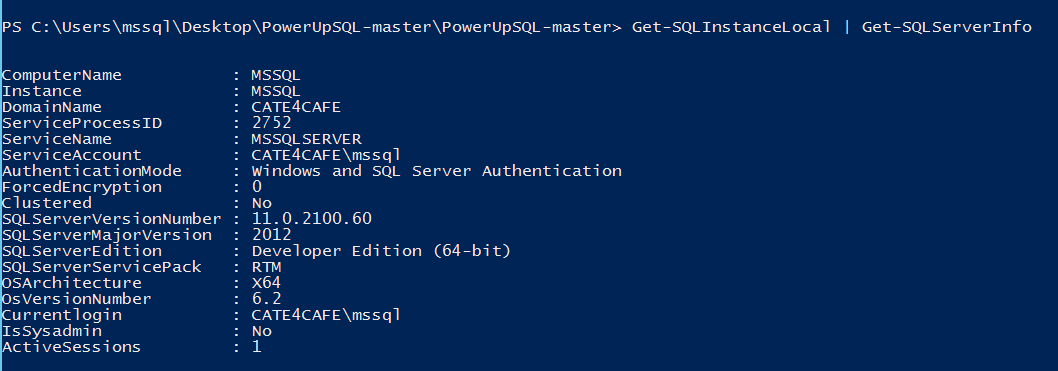 PS C:\Users\mssql\Desktop\PowerUpSQL-master\PowerUpSQL-master> Get-SQLInstanceLocal | Get-SQLServerInfo
ComputerName           : MSSQL
Instance               : MSSQL
DomainName             : CATE4CAFE
ServiceProcessID       : 2752
ServiceName            : MSSQLSERVER
ServiceAccount         : CATE4CAFE\mssql
AuthenticationMode     : Windows and SQL Server Authentication
ForcedEncryption       : 0
Clustered              : No
SQLServerVersionNumber : 11.0.2100.60
SQLServerMajorVersion  : 2012
SQLServerEdition       : Developer Edition (64-bit)
SQLServerServicePack   : RTM
OSArchitecture         : X64
OsVersionNumber        : 6.2
Currentlogin           : CATE4CAFE\mssql
IsSysadmin             : No
ActiveSessions         : 1